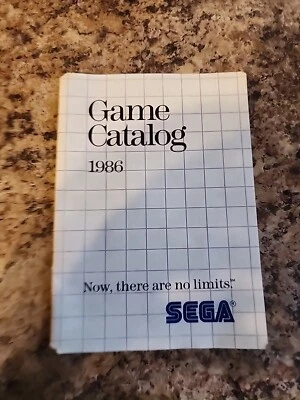 Game
Catalog
1986
Now, there are no limits.™
SEGA®